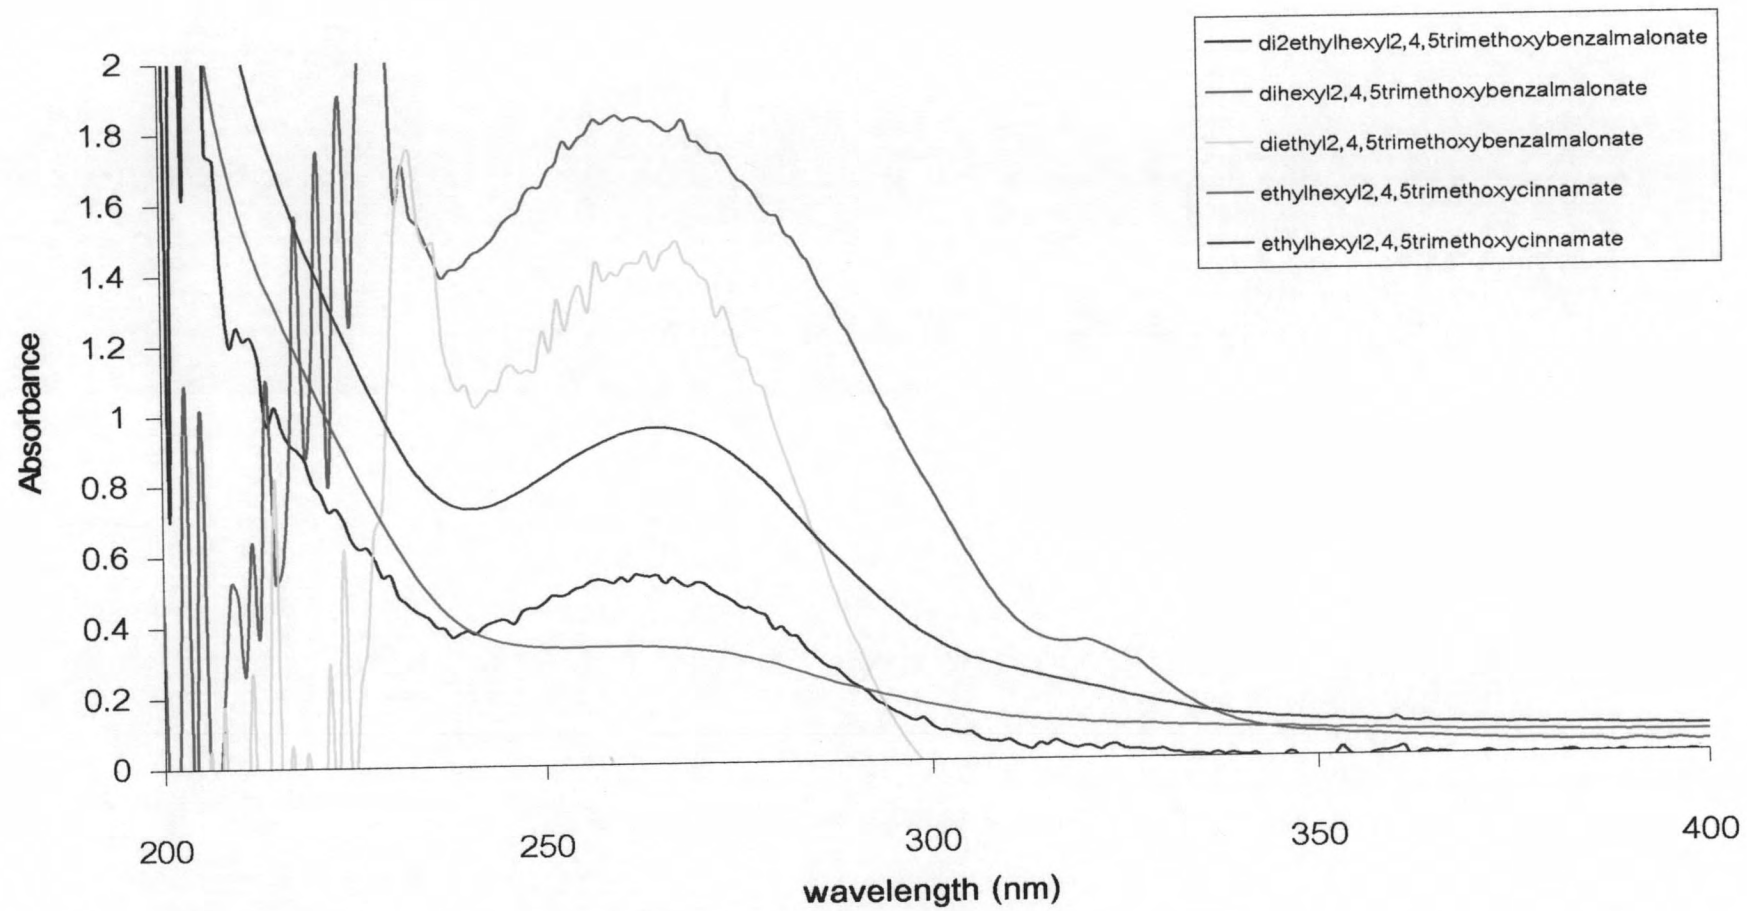 di2ethylhexyl2,4,5trimethoxybenzalmalonate
dihexyl2,4,5trimethoxybenzalmalonate
diethyl2,4,5trimethoxybenzalmalonate
ethylhexyl2,4,5trimethoxycinnamate
ethylhexyl2,4,5trimethoxycinnamate
2
1.8
1.6
1.4
1.2
1
0.8
0.6
0.4
0.2
0
Absorbance
200
250
300
350
400
wavelength (nm)